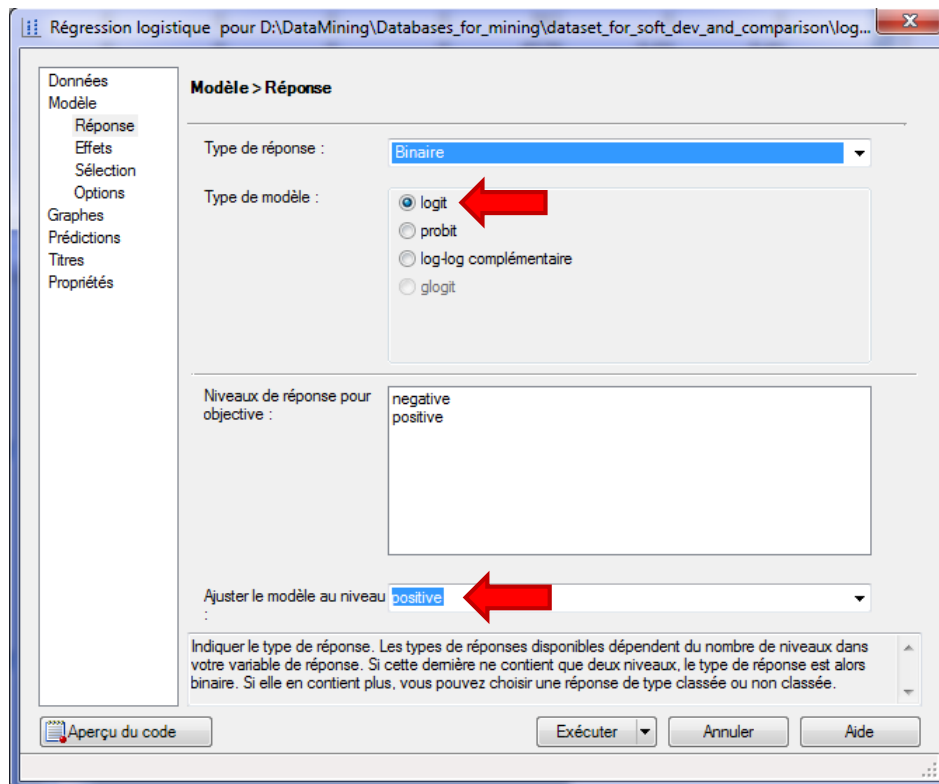 Régression logistique pour D:\DataMining\Databases_for_mining\dataset_for_soft_dev_and_comparison\log...
Données
Modèle
Réponse
Effets
Sélection
Options
Graphes
Prédictions
Titres
Propriétés
Modèle > Réponse
Type de réponse :
Binaire
Type de modèle :
logit
probit
log-log complémentaire
glogit
Niveaux de réponse pour
objective :
negative
positive
Ajuster le modèle au niveau
:
positive
Indiquer le type de réponse. Les types de réponses disponibles dépendent du nombre de niveaux dans
votre variable de réponse. Si cette dernière ne contient que deux niveaux, le type de réponse est alors
binaire. Si elle en contient plus, vous pouvez choisir une réponse de type classée ou non classée.
Aperçu du code
Exécuter
Annuler
Aide